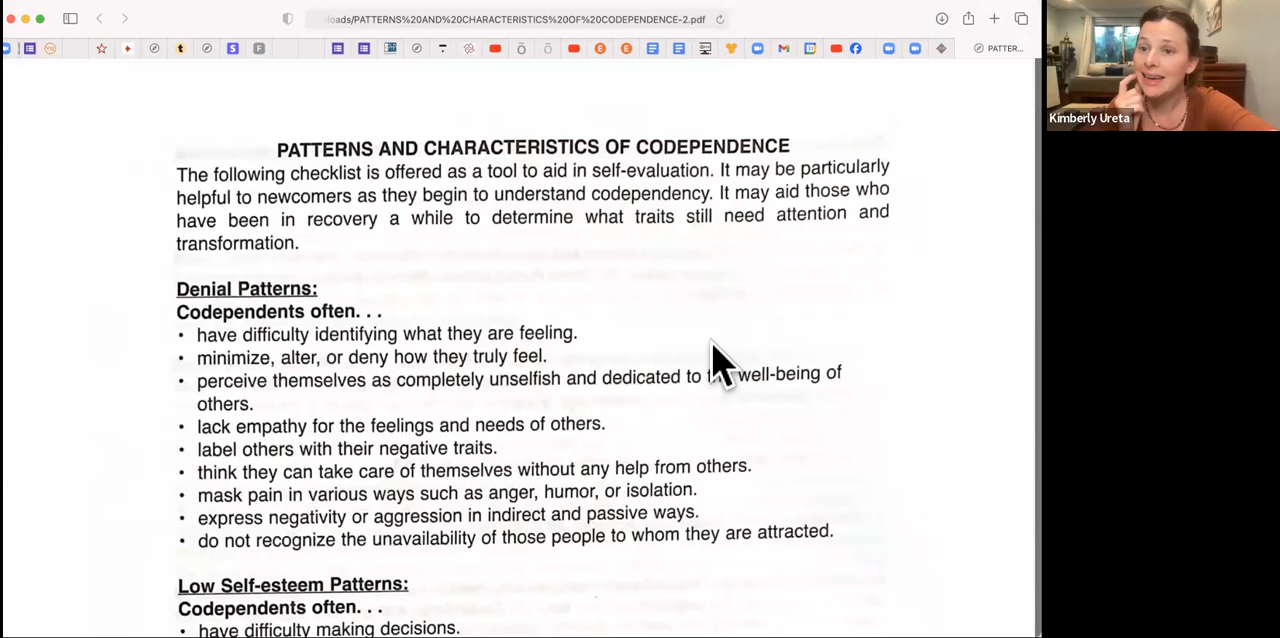 loads/PATTERNS%20AND%20CHARACTERISTICS%20OF%20CODEPENDENCE-2.pdf
PATTER...
Kimberly Ureta
PATTERNS AND CHARACTERISTICS OF CODEPENDENCE
The following checklist is offered as a tool to aid in self-evaluation. It may be particularly
helpful to newcomers as they begin to understand codependency. It may aid those who
have been in recovery a while to determine what traits still need attention and
transformation.
Denial Patterns:
Codependents often. . .
• have difficulty identifying what they are feeling.
• minimize, alter, or deny how they truly feel.
• perceive themselves as completely unselfish and dedicated to well-being of
others.
• lack empathy for the feelings and needs of others.
• label others with their negative traits.
• think they can take care of themselves without any help from others.
• mask pain in various ways such as anger, humor, or isolation.
• express negativity or aggression in indirect and passive ways.
• do not recognize the unavailability of those people to whom they are attracted.
Low Self-esteem Patterns:
Codependents often. . .
• have difficulty making decisions.